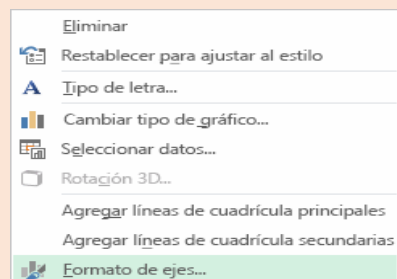 Eliminar
Restablecer para ajustar al estilo
Tipo de letra...
Cambiar tipo de gráfico...
Seleccionar datos...
Rotación 3D...
Agregar líneas de cuadrícula principales
Agregar líneas de cuadrícula secundarias
Formato de ejes...